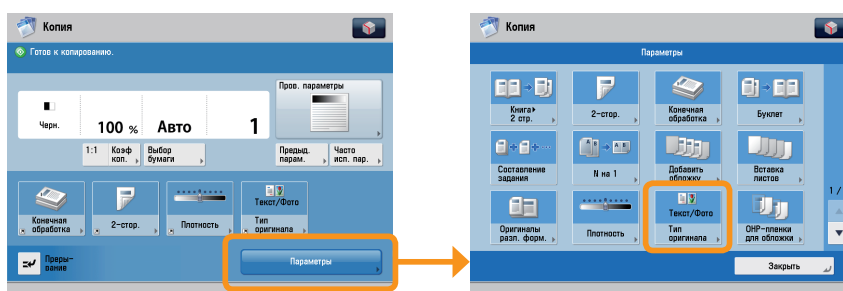 Копия
Готов к копированию.
Пров. параметры
Черн.
100 %
Авто
1
1:1
Коэф
коп.
Выбор
бумаги
Предыд.
парам.
Часто
исп. пар.
Конечная
обработка
2-стор.
Плотность
Текст/Фото
Тип
оригинала
Преры-
вание
Параметры
Копия
Параметры
Книга▸
2 стр.
2-стор.
Конечная
обработка
Буклет
Составление
задания
N на 1
Добавить
обложку
Вставка
листов
Оригиналы
разл. форм.
Плотность
Текст/Фото
Тип
оригинала
OHP-пленки
для обложки
1/
Закрыть